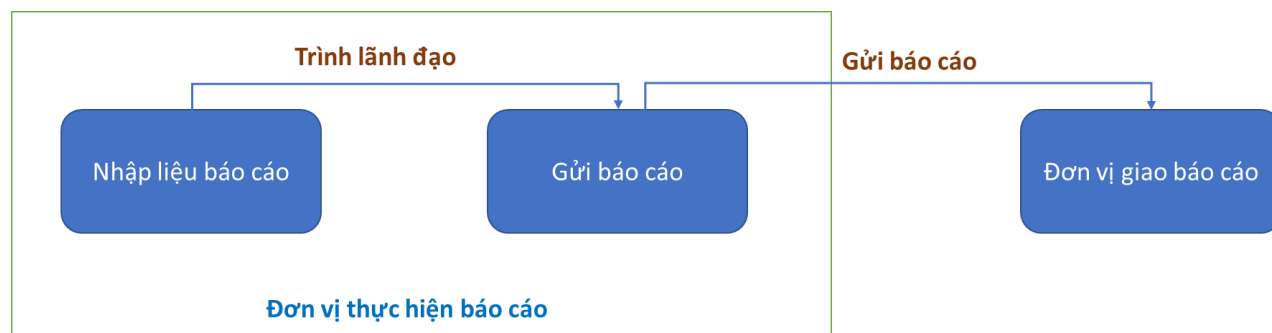 Trình lãnh đạo
Gửi báo cáo
Nhập liệu báo cáo
Gửi báo cáo
Đơn vị giao báo cáo
Đơn vị thực hiện báo cáo